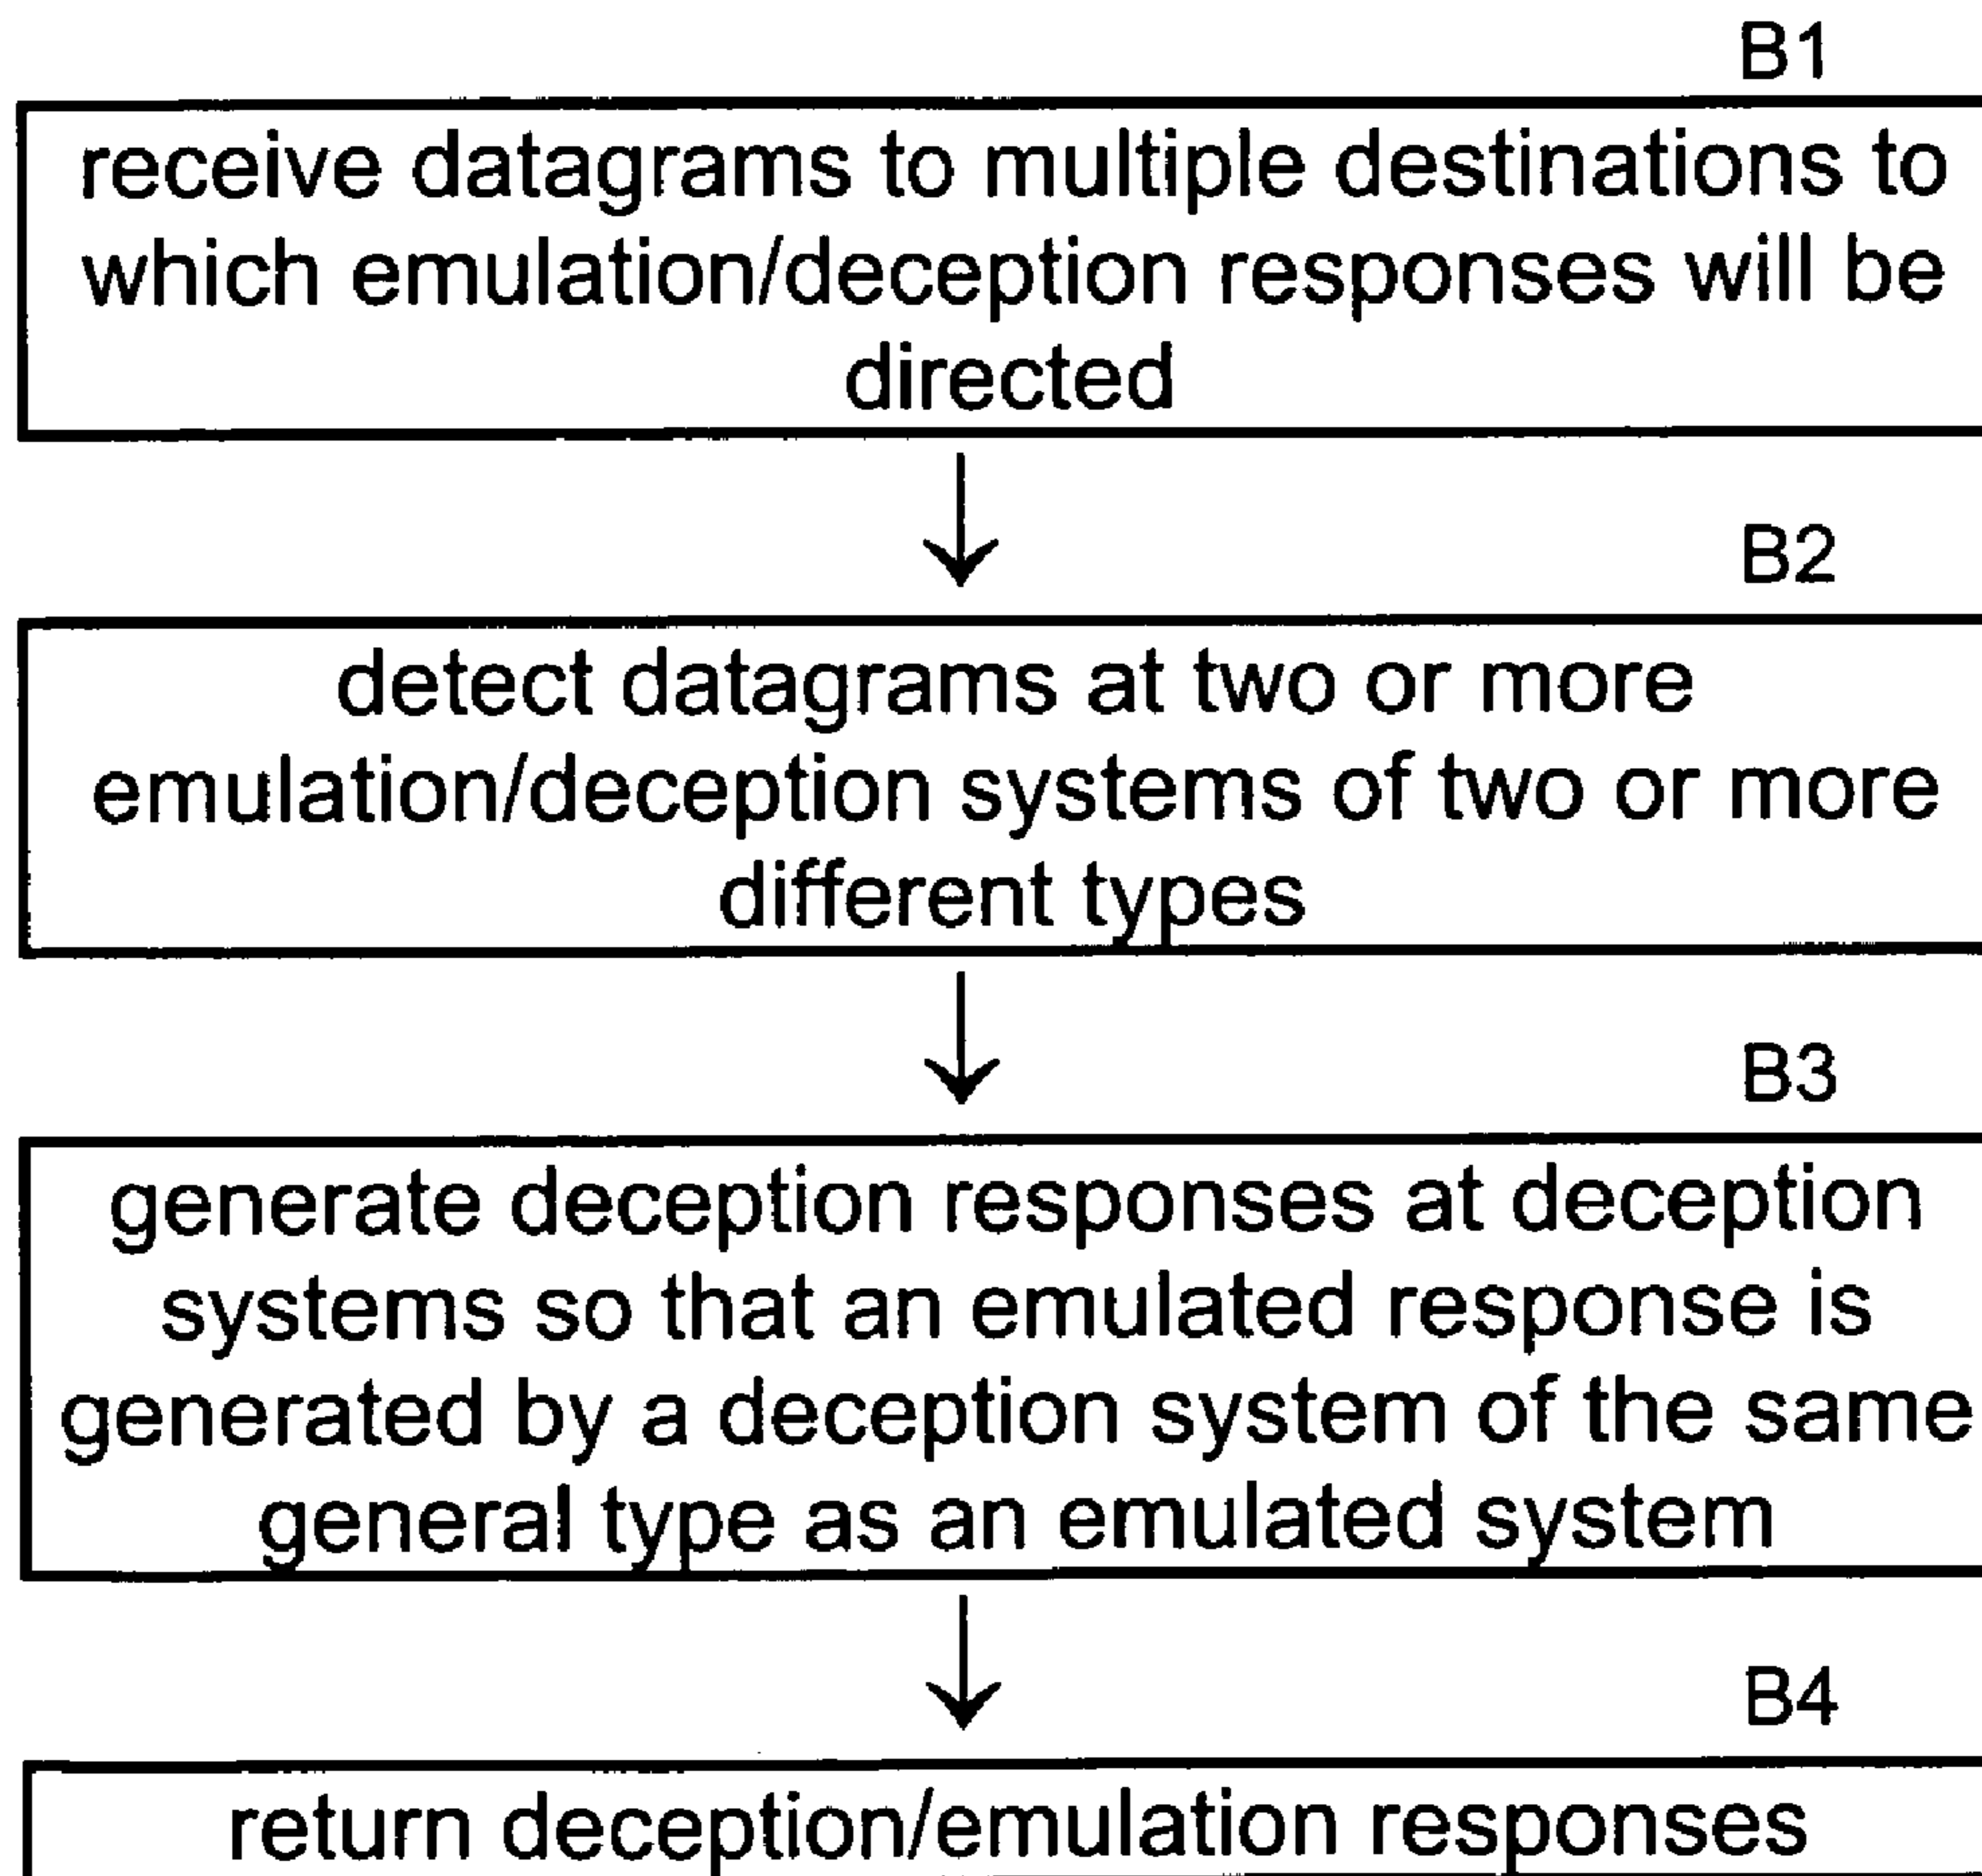 B1
receive datagrams to multiple destinations to
which emulation/deception responses will be
directed
B2
detect datagrams at two or more
emulation/deception systems of two or more
different types
B3
generate deception responses at deception
systems so that an emulated response is
generated by a deception system of the same
general type as an emulated system
B4
return deception/emulation responses